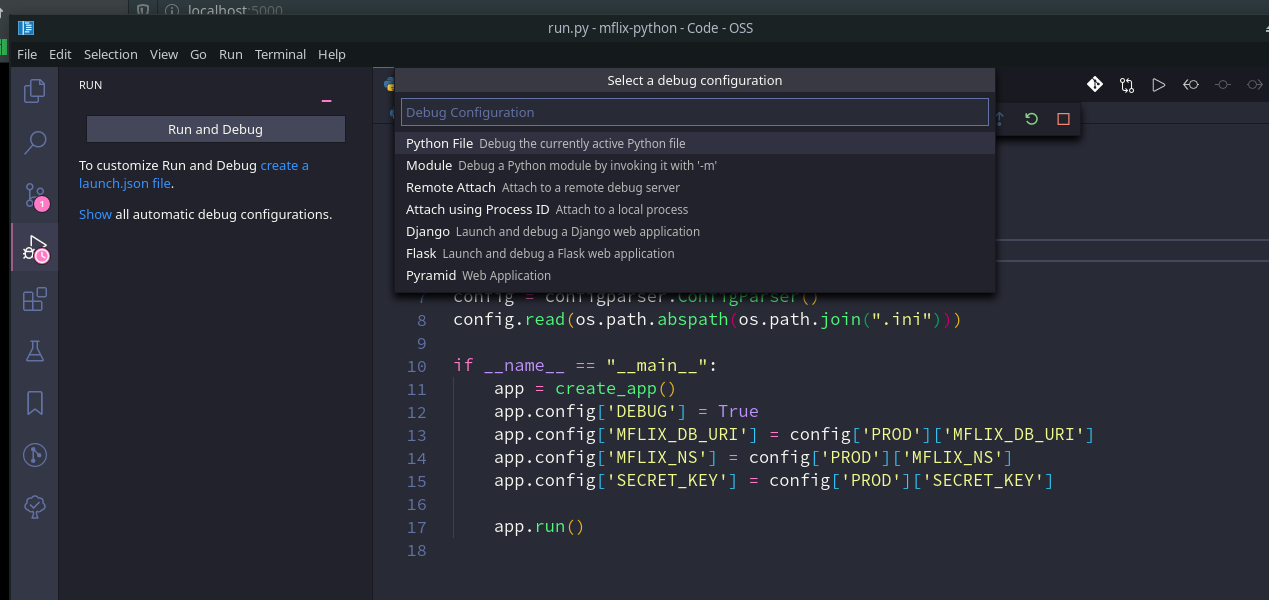 localhost:5000
run.py - mflix-python - Code - OSS
File Edit Selection View Go Run Terminal Help
RUN
Run and Debug
To customize Run and Debug create a
launch.json file.
Show all automatic debug configurations.
1
Select a debug configuration
Debug Configuration
Python File Debug the currently active Python file
Module Debug a Python module by invoking it with '-m'
Remote Attach Attach to a remote debug server
Attach using Process ID Attach to a local process
Django Launch and debug a Django web application
Flask Launch and debug a Flask web application
Pyramid Web Application
7 config = configparser.ConfigParser()
8 config.read(os.path.abspath(os.path.join(".ini")))
9
10 if __name__ == "__main__":
11 app = create_app()
12 app.config['DEBUG'] = True
13 app.config['MFLIX_DB_URI'] = config['PROD']['MFLIX_DB_URI']
14 app.config['MFLIX_NS'] = config['PROD']['MFLIX_NS']
15 app.config['SECRET_KEY'] = config['PROD']['SECRET_KEY']
16
17 app.run()
18